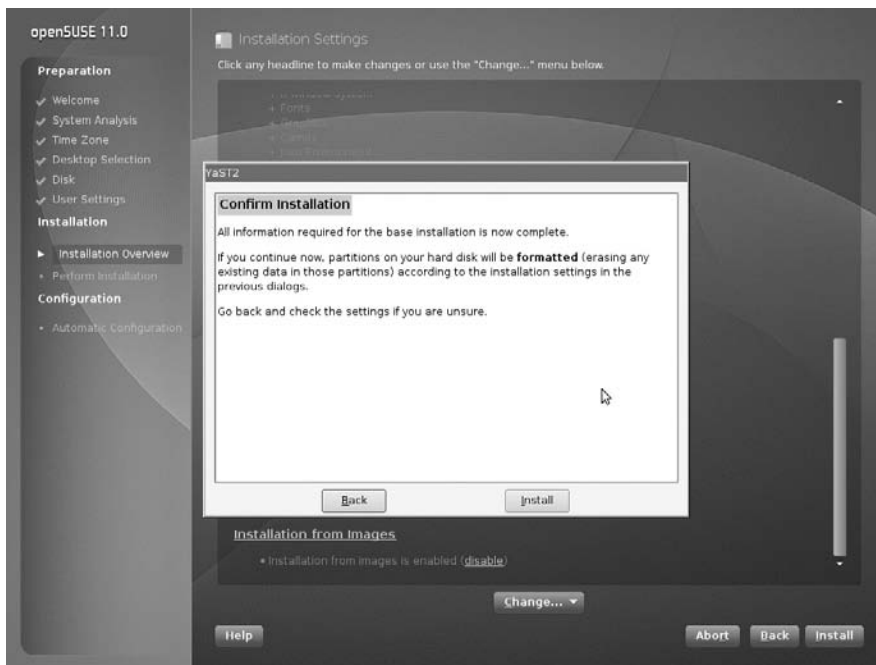 openSUSE 11.0
Preparation
Welcome
System Analysis
Time Zone
Desktop Selection
Disk
User Settings
Installation
Installation Overview
Perform Installation
Configuration
Automatic Configuration
Installation Settings
Click any headline to make changes or use the "Change..." menu below.
+ Fonts
YaST2
Confirm Installation
All information required for the base installation is now complete.
If you continue now, partitions on your hard disk will be formatted (erasing any
existing data in those partitions) according to the installation settings in the
previous dialogs.
Go back and check the settings if you are unsure.
Back
Install
Installation from Images
• Installation from images is enabled (disable)
Change...
Help
Abort
Back
Install